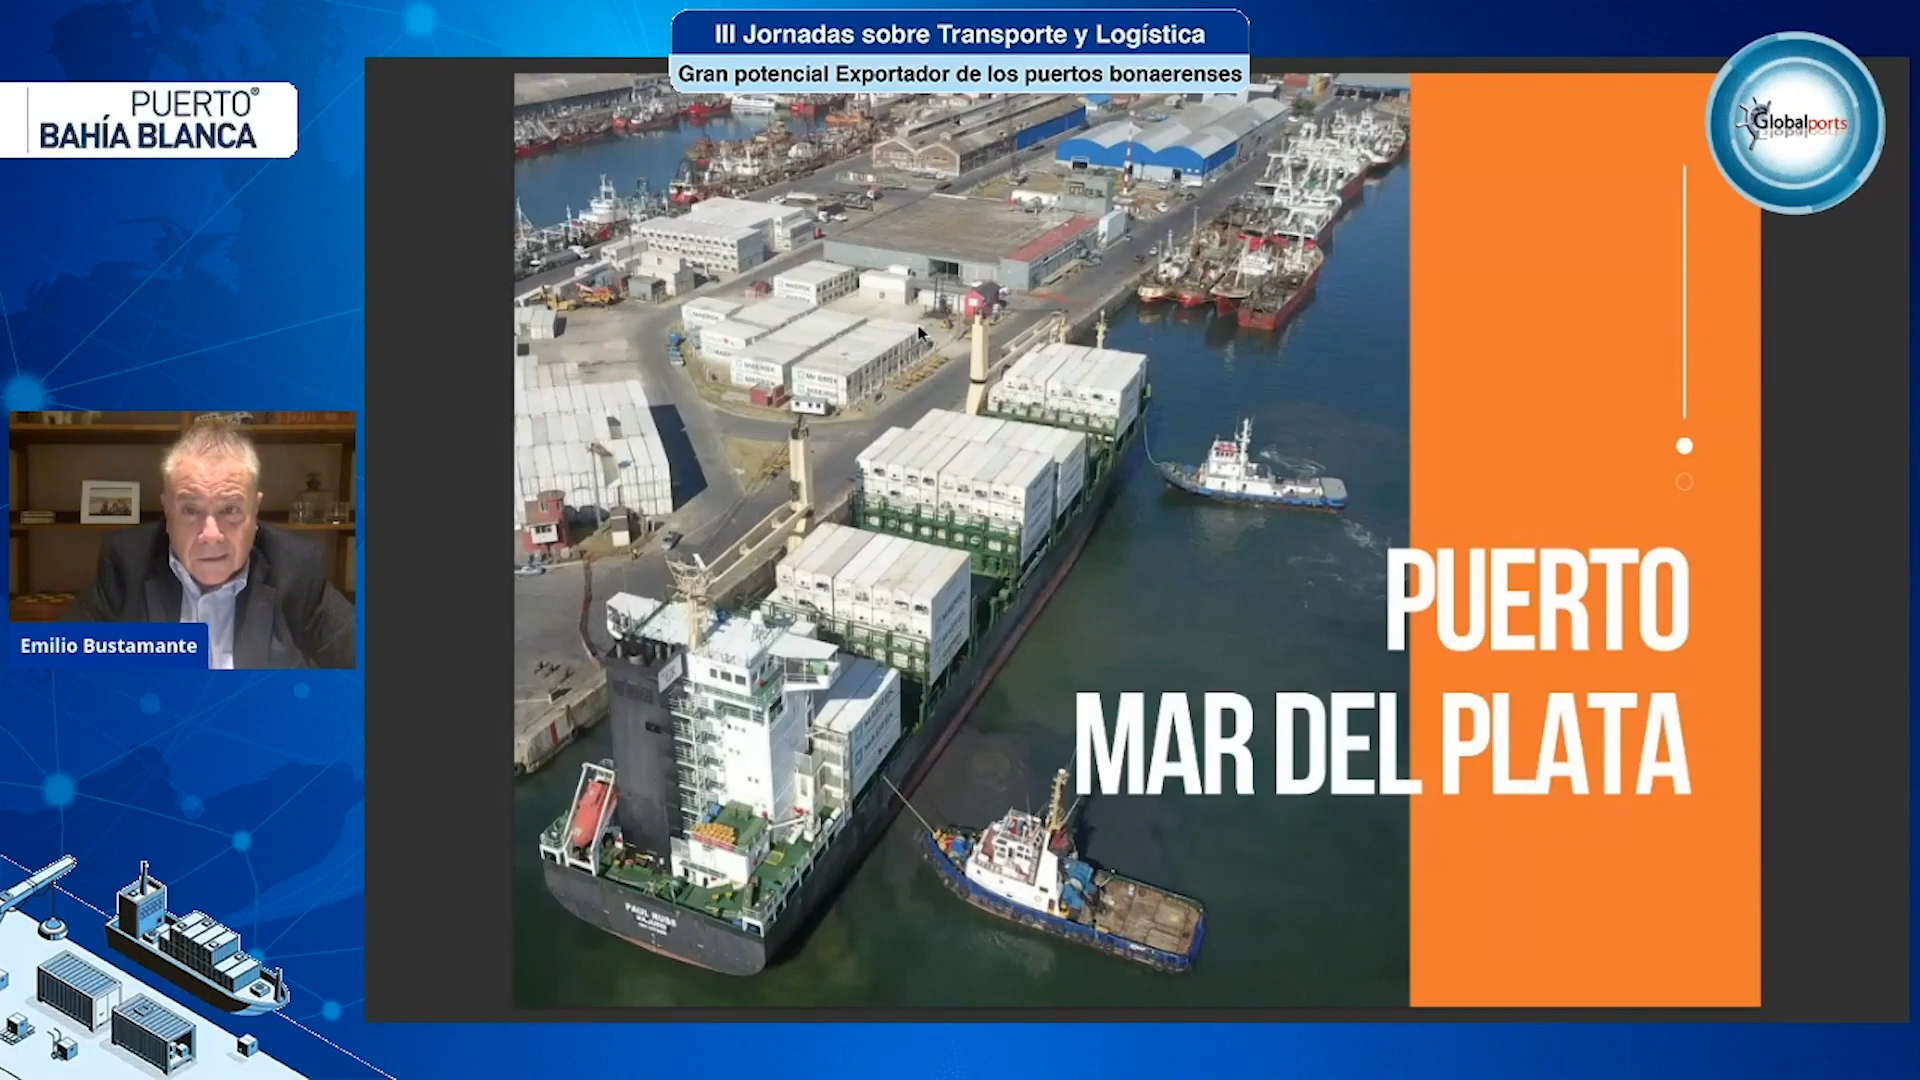 III Jornadas sobre Transporte y Logística
Gran potencial Exportador de los puertos bonaerenses
PUERTO®
BAHÍA BLANCA
Globalports
PUERTO
MAR DEL PLATA
Emilio Bustamante
PAUL RUSS
MAJURO